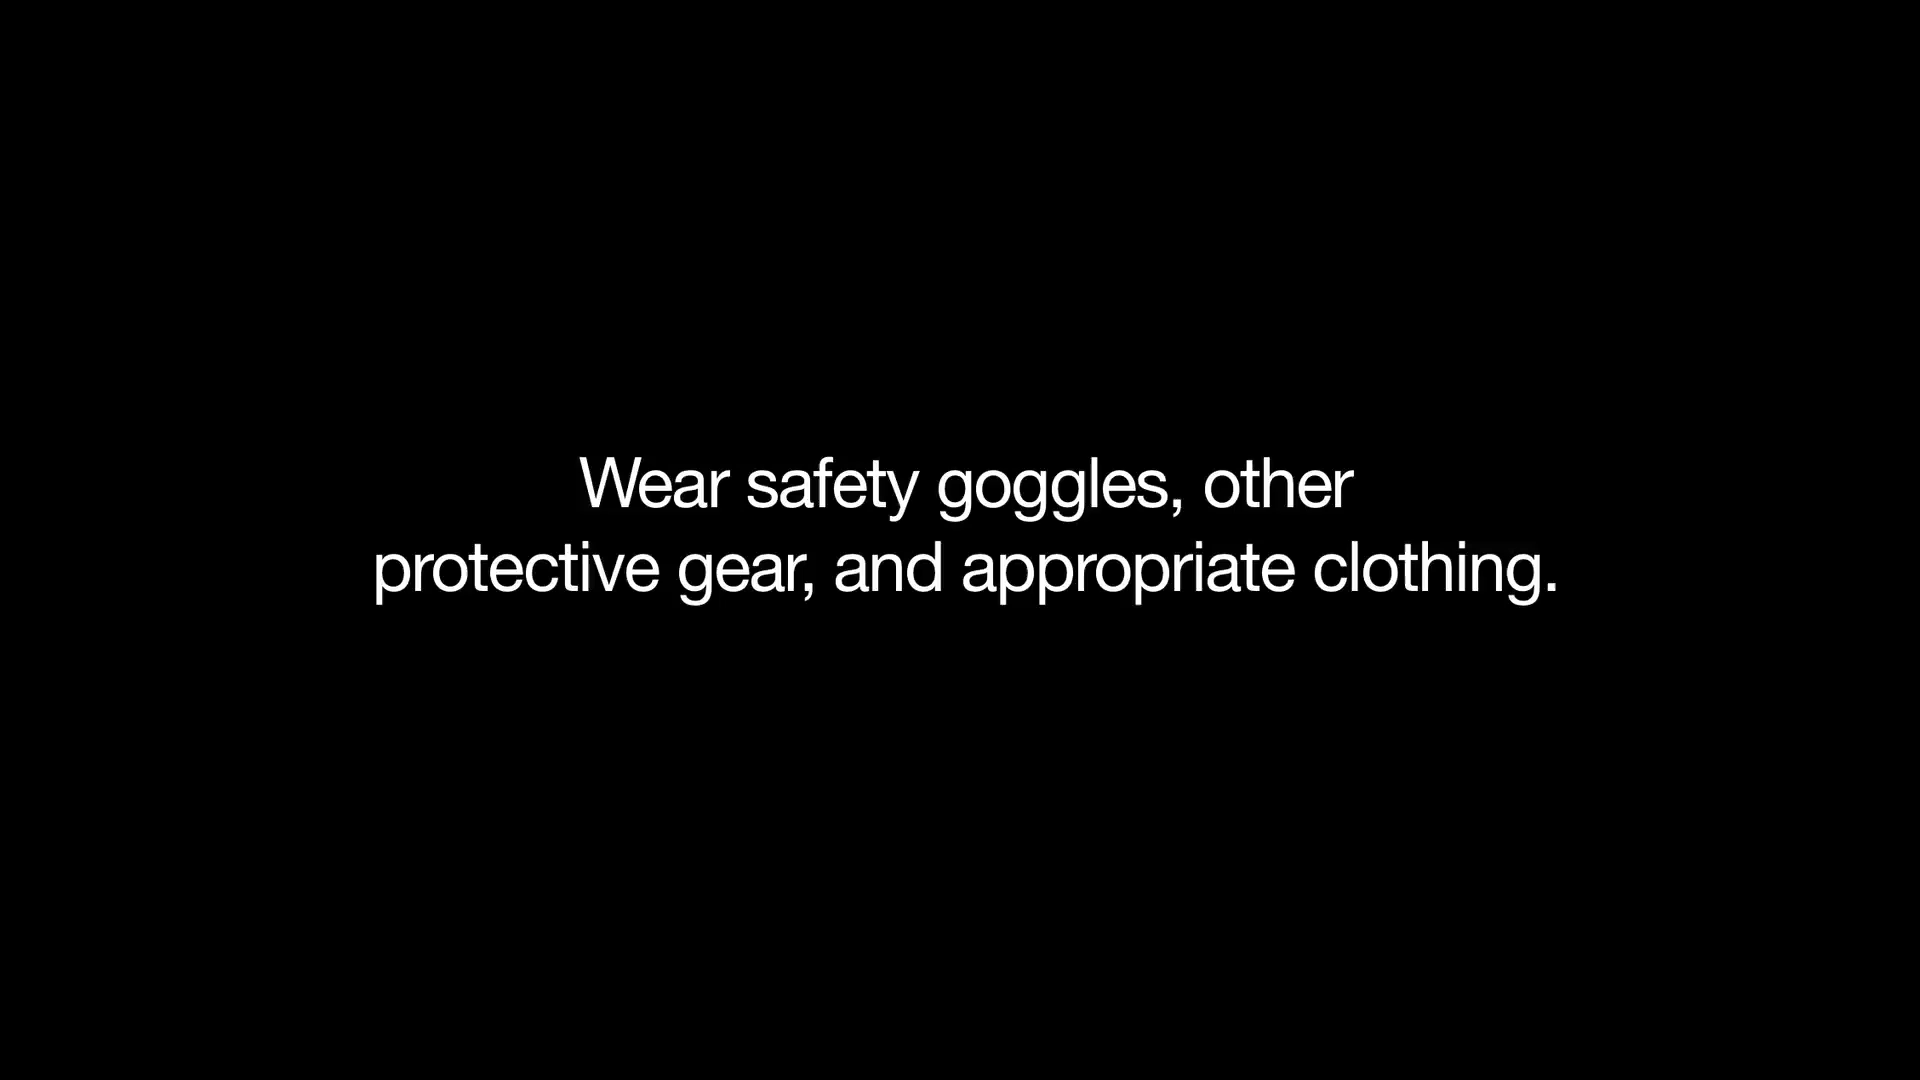 Wear safety goggles, other
protective gear, and appropriate clothing.